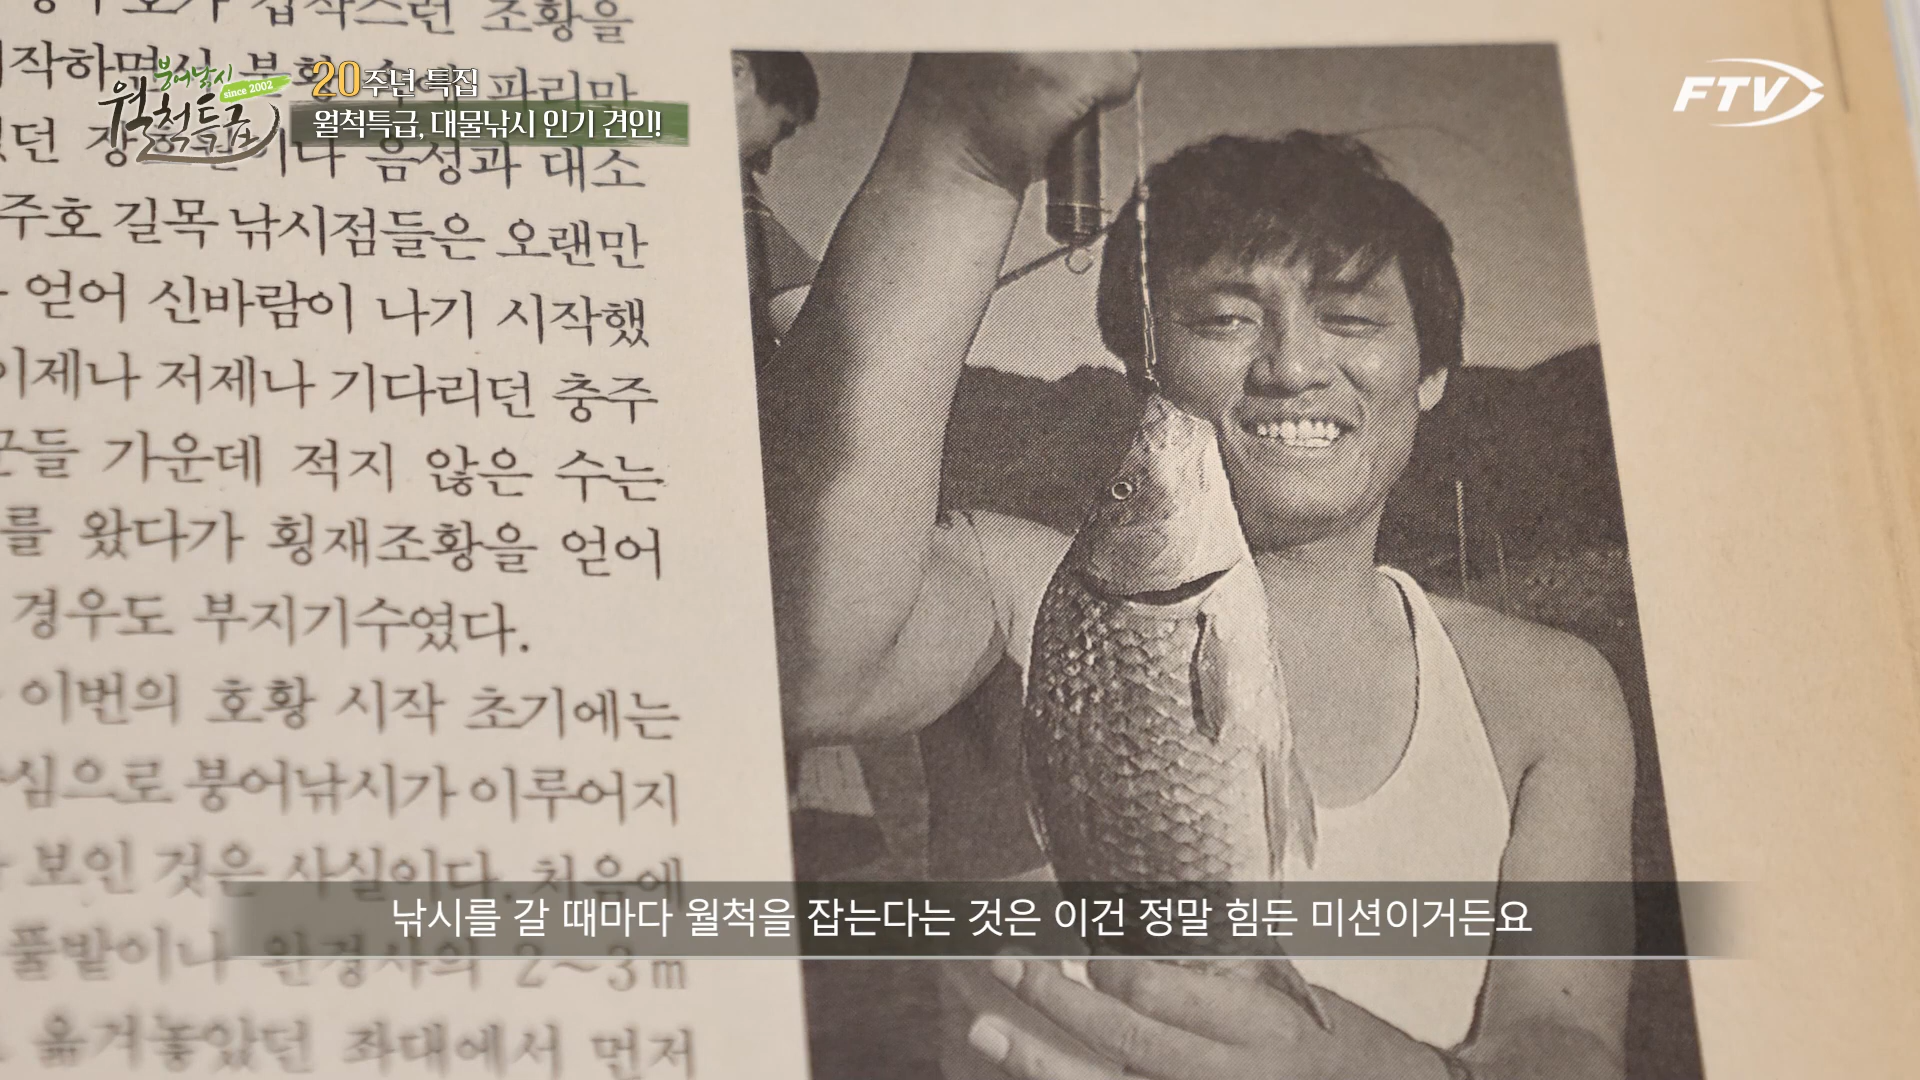 붕어낚시
since 2002
월척특급
20주년 특집
월척특급, 대물낚시 인기 견인!
FTV
조황을
파리만
던 음성과 대소
주호 길목 낚시점들은 오랜만
얻어 신바람이 나기 시작했
이제나 저제나 기다리던 충주
꾼들 가운데 적지 않은 수는
를 왔다가 횡재조황을 얻어
경우도 부지기수였다.
이번의 호황 시작 초기에는
심으로 붕어낚시가 이루어지
보인 것은 사실이다. 처음에
풀밭이나 완경사의 2~3m
옮겨놓았던 좌대에서 먼저
낚시를 갈 때마다 월척을 잡는다는 것은 이건 정말 힘든 미션이거든요